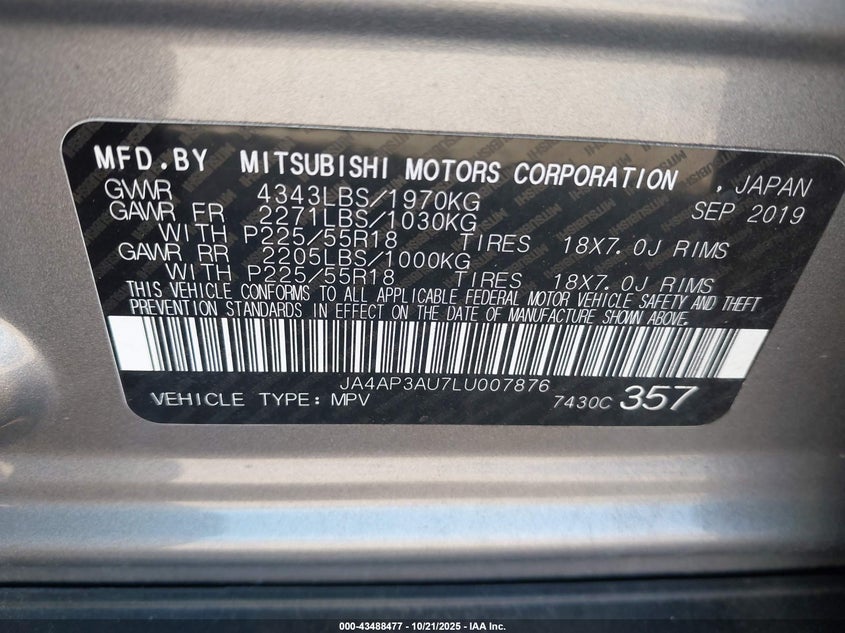 MFD.BY MITSUBISHI MOTORS CORPORATION , JAPAN
GVWR 4343LBS/1970KG SEP 2019
GAWR FR 2271LBS/1030KG
WITH P225/55R18 TIRES 18X7.0J RIMS
GAWR RR 2205LBS/1000KG
WITH P225/55R18 TIRES 18X7.0J RIMS
THIS VEHICLE CONFORMS TO ALL APPLICABLE FEDERAL MOTOR VEHICLE SAFETY AND THEFT
PREVENTION STANDARDS IN EFFECT ON THE DATE OF MANUFACTURE SHOWN ABOVE.
JA4AP3AU7LU007876
VEHICLE TYPE: MPV 7430C 357
000-43488477 - 10/21/2025 - IAA Inc.